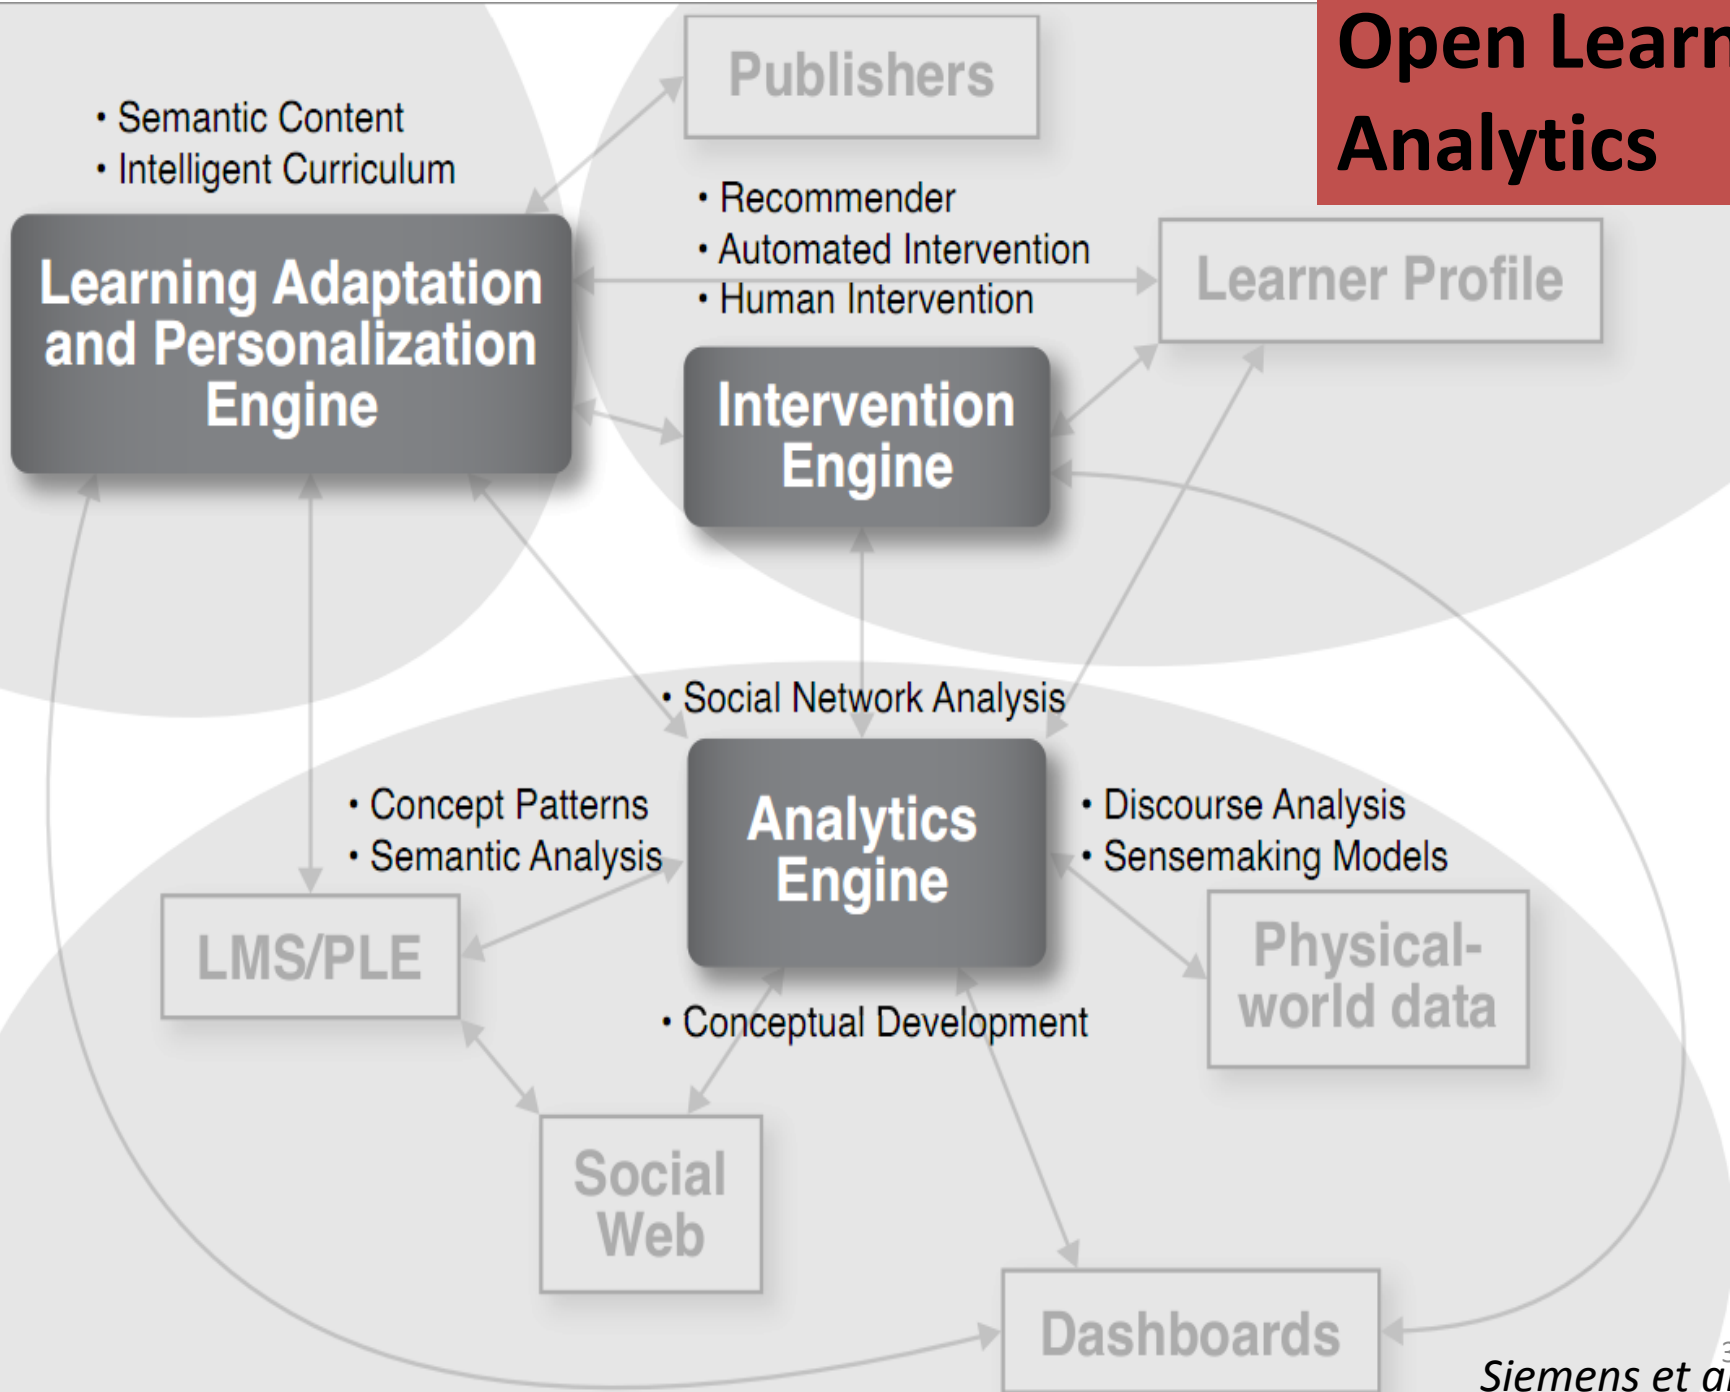 Open Learn
Analytics
Publishers
• Semantic Content
• Intelligent Curriculum
• Recommender
• Automated Intervention
• Human Intervention
Learning Adaptation
and Personalization
Engine
Learner Profile
Intervention
Engine
• Social Network Analysis
• Concept Patterns
• Semantic Analysis
Analytics
Engine
• Discourse Analysis
• Sensemaking Models
LMS/PLE
Physical-
world data
• Conceptual Development
Social
Web
Dashboards
3
Siemens et al